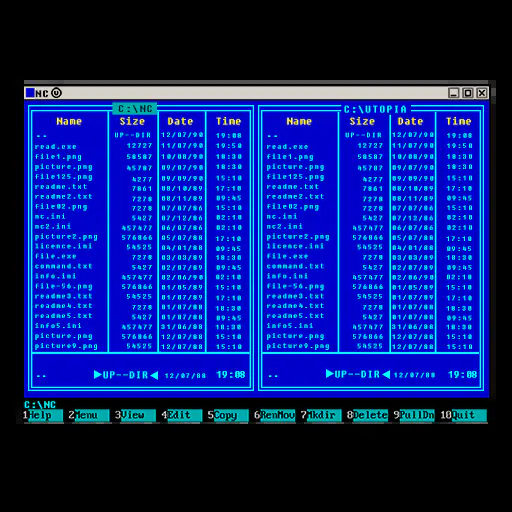 NC
C:\NC C:\UTOPIA
Name Size Date Time Name Size Date Time
.. UP--DIR 12/07/90 19:08 .. UP--DIR 12/07/90 19:08
read.exe 12727 11/07/90 19:50 read.exe 12727 11/07/90 19:50
file1.png 58587 10/08/90 18:30 file1.png 58587 10/08/90 18:30
picture.png 45787 09/07/90 18:30 picture.png 45787 09/07/90 18:30
file125.png 4277 09/09/90 15:10 file125.png 4277 09/09/90 15:10
readme.txt 7861 08/10/89 17:10 readme.txt 7861 08/10/89 17:10
readme2.txt 7278 08/11/89 09:45 readme2.txt 7278 08/11/89 09:45
file02.png 7278 07/07/86 15:10 file02.png 7278 07/07/86 15:10
nc.ini 5427 07/12/86 02:10 nc.ini 5427 07/12/86 02:10
nc2.ini 457477 06/06/86 18:30 nc2.ini 457477 06/06/86 18:30
picture2.png 576866 05/07/88 17:10 picture2.png 576866 05/07/88 17:10
licence.ini 54525 04/01/88 09:45 licence.ini 54525 04/01/88 09:45
file.exe 7278 03/03/89 18:30 file.exe 7278 03/03/89 18:30
command.txt 5427 02/07/89 09:45 command.txt 5427 02/07/89 09:45
info.ini 457477 02/06/90 02:10 info.ini 457477 02/06/90 02:10
file-56.png 576866 01/05/89 15:10 file-56.png 576866 01/05/89 15:10
readme3.txt 54525 01/07/89 17:10 readme3.txt 54525 01/07/89 17:10
readme4.txt 7278 01/07/88 18:30 readme4.txt 7278 01/07/88 18:30
readme5.txt 5427 01/07/88 09:45 readme5.txt 5427 01/07/88 09:45
info5.ini 457477 31/06/88 18:30 info5.ini 457477 31/06/88 18:30
picture.png 576866 12/07/88 15:10 picture.png 576866 12/07/88 15:10
picture9.png 54525 12/07/88 15:10 picture9.png 54525 12/07/88 15:10
.. ▶UP--DIR◀ 12/07/88 19:08 .. ▶UP--DIR◀ 12/07/88 19:08
C:\NC
1Help 2Menu 3View 4Edit 5Copy 6RenMov 7Mkdir 8Delete 9PullDn 10Quit